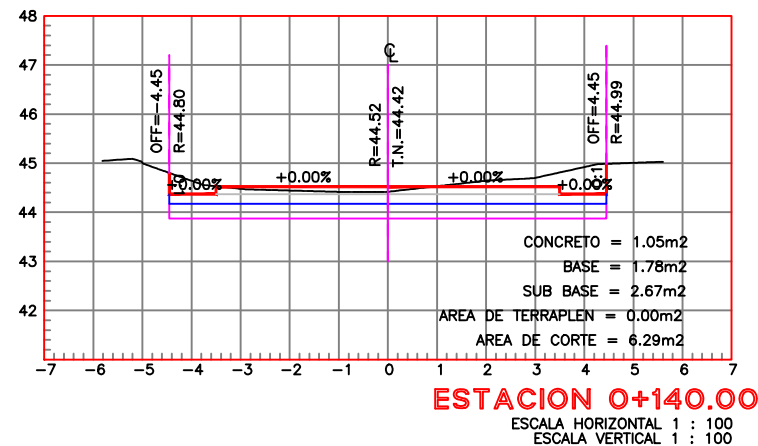 48
47
46
45
44
43
42
℄
OFF=-4.45
R=44.80
R=44.52
T.N.=44.42
OFF=4.45
R=44.99
+0.00%
+0.00%
+0.00%
+0.00%
CONCRETO = 1.05m2
BASE = 1.78m2
SUB BASE = 2.67m2
AREA DE TERRAPLEN = 0.00m2
AREA DE CORTE = 6.29m2
-7 -6 -5 -4 -3 -2 -1 0 1 2 3 4 5 6 7
ESTACION 0+140.00
ESCALA HORIZONTAL 1 : 100
ESCALA VERTICAL 1 : 100